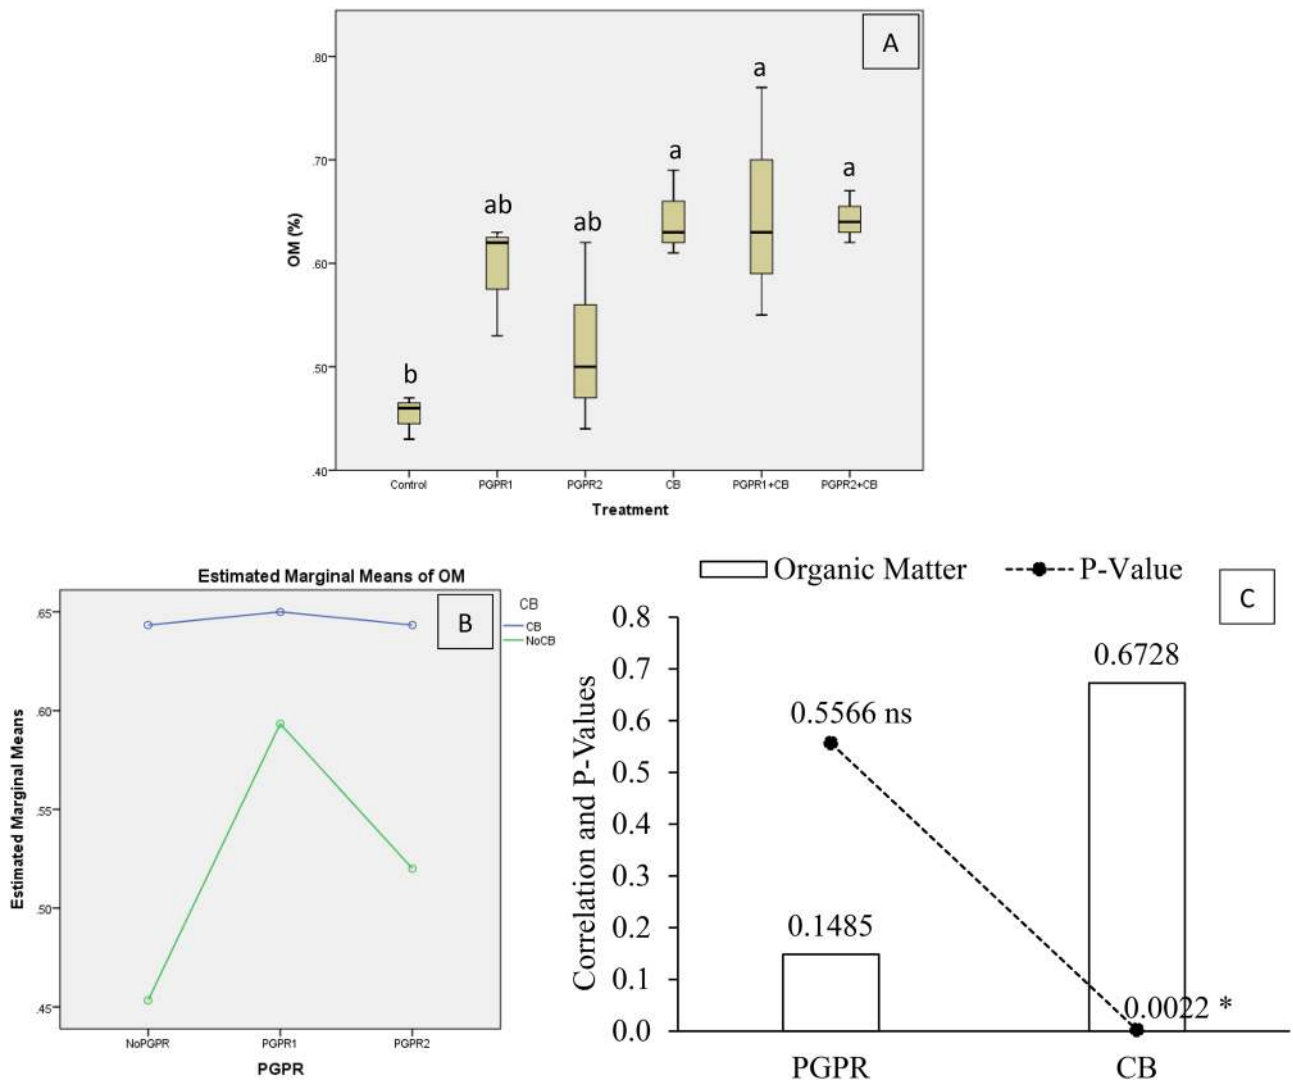 A
.80
.70
.60
.50
.40
OM (%)
a
a
a
ab
ab
b
Control PGPR1 PGPR2 CB PGPR1+CB PGPR2+CB
Treatment
Estimated Marginal Means of OM
B
CB
CB
NoCB
.65
.60
.55
.50
.45
Estimated Marginal Means
NoPGPR PGPR1 PGPR2
PGPR
Organic Matter P-Value
C
0.8
0.7
0.6
0.5
0.4
0.3
0.2
0.1
0.0
Correlation and P-Values
0.6728
0.5566 ns
0.1485
0.0022 *
PGPR CB